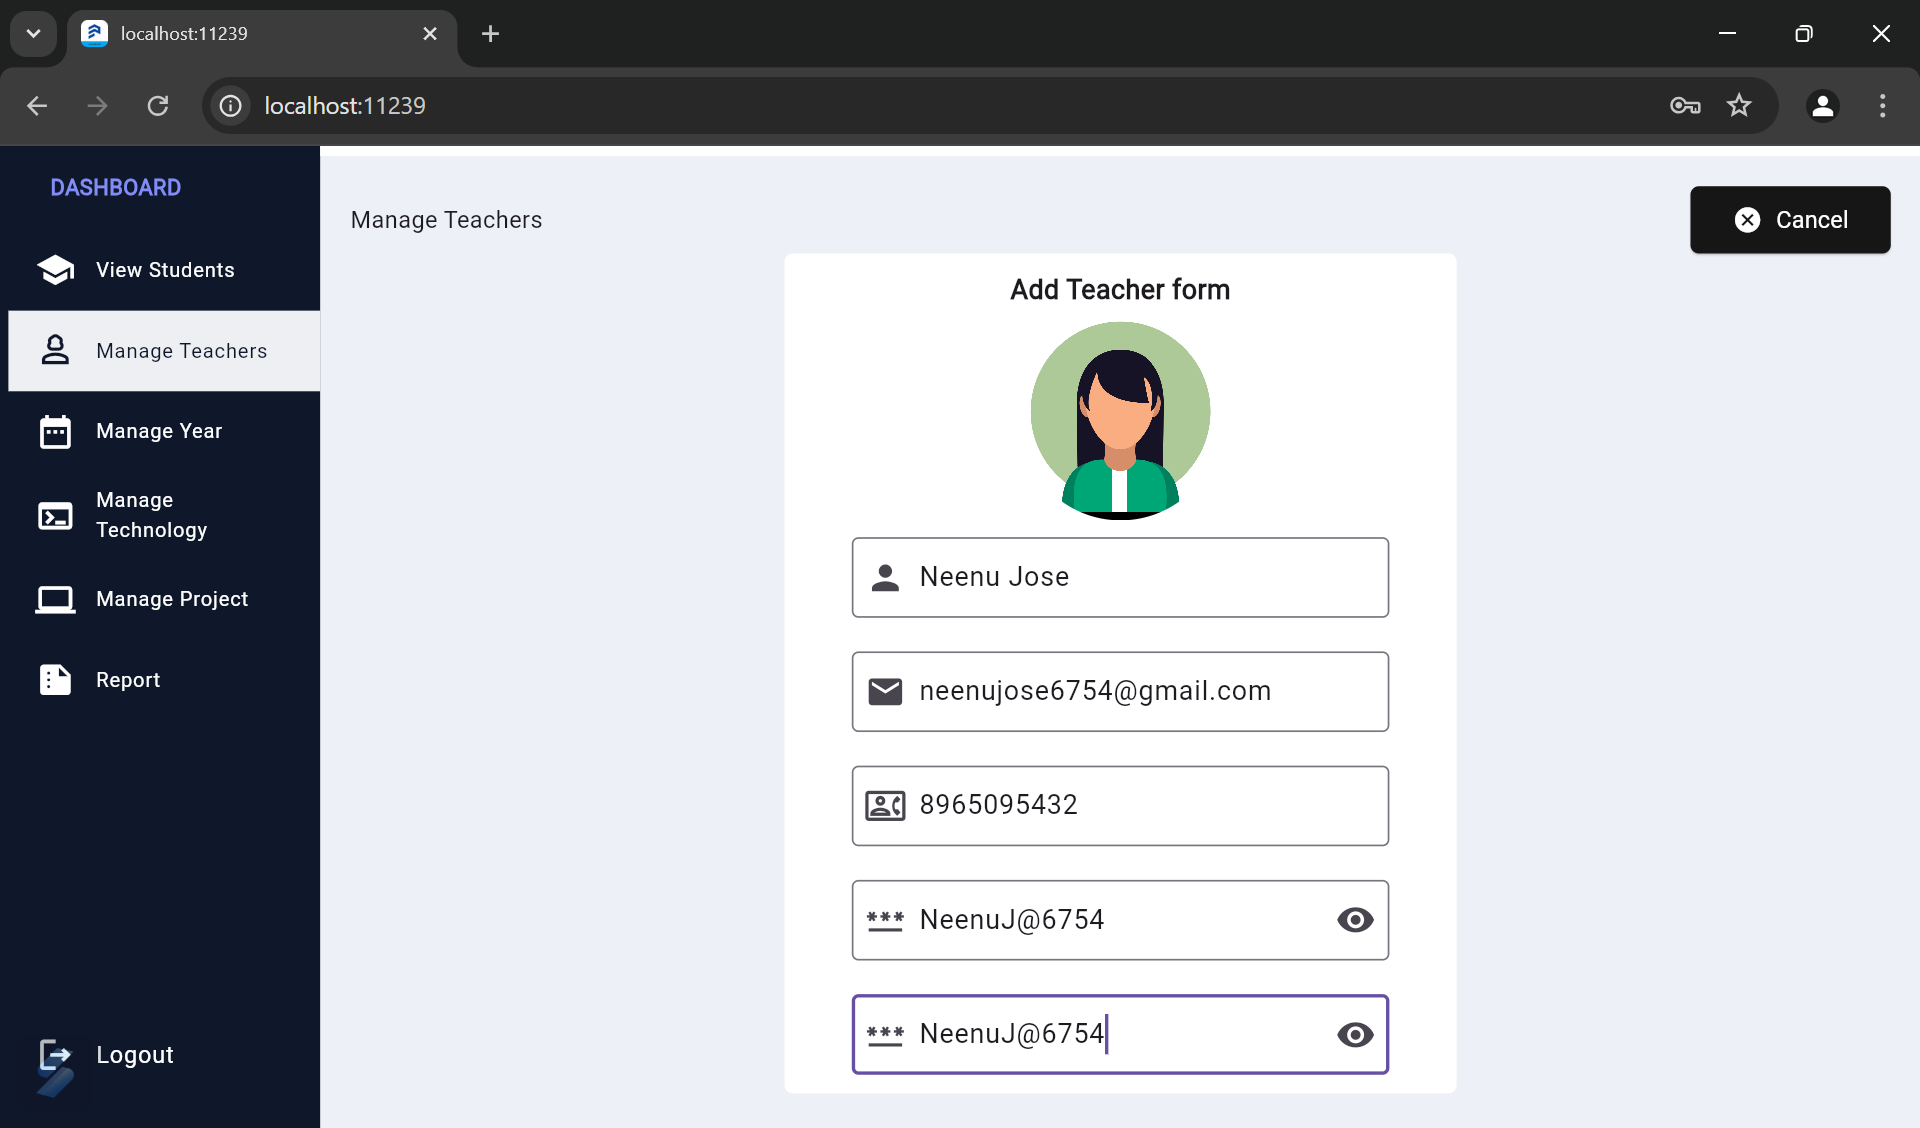 localhost:11239
localhost:11239
DASHBOARD
View Students
Manage Teachers
Manage Year
Manage
Technology
Manage Project
Report
Logout
Manage Teachers
Cancel
Add Teacher form
Neenu Jose
neenujose6754@gmail.com
8965095432
*** NeenuJ@6754
*** NeenuJ@6754